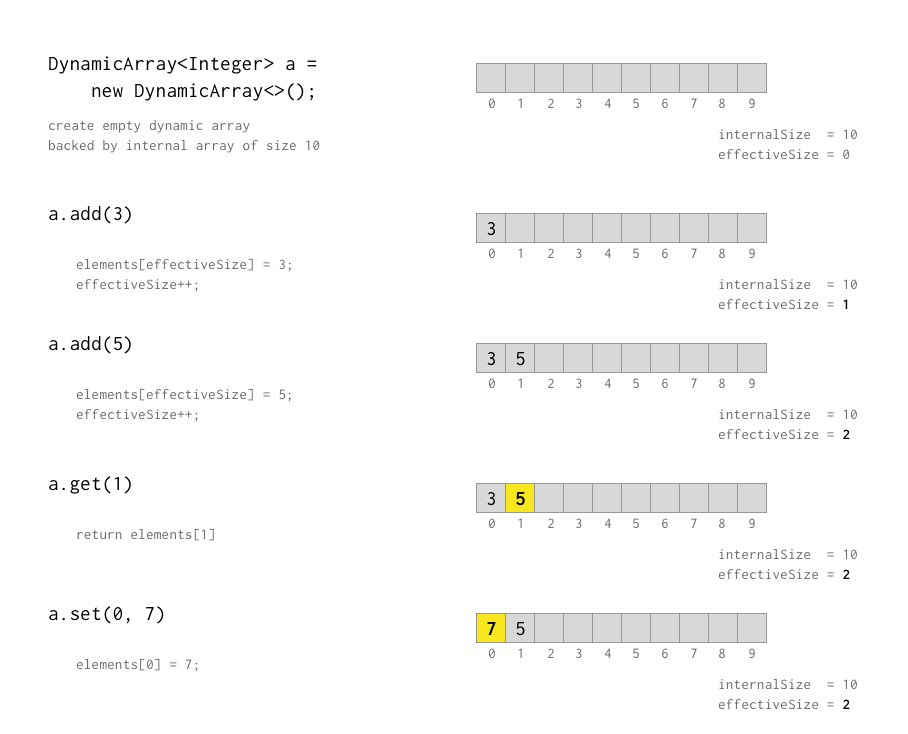 DynamicArray<Integer> a =
new DynamicArray<>();
create empty dynamic array
backed by internal array of size 10
0 1 2 3 4 5 6 7 8 9
internalSize = 10
effectiveSize = 0
a.add(3)
elements[effectiveSize] = 3;
effectiveSize++;
3
0 1 2 3 4 5 6 7 8 9
internalSize = 10
effectiveSize = 1
a.add(5)
elements[effectiveSize] = 5;
effectiveSize++;
3 5
0 1 2 3 4 5 6 7 8 9
internalSize = 10
effectiveSize = 2
a.get(1)
return elements[1]
3 5
0 1 2 3 4 5 6 7 8 9
internalSize = 10
effectiveSize = 2
a.set(0, 7)
elements[0] = 7;
7 5
0 1 2 3 4 5 6 7 8 9
internalSize = 10
effectiveSize = 2